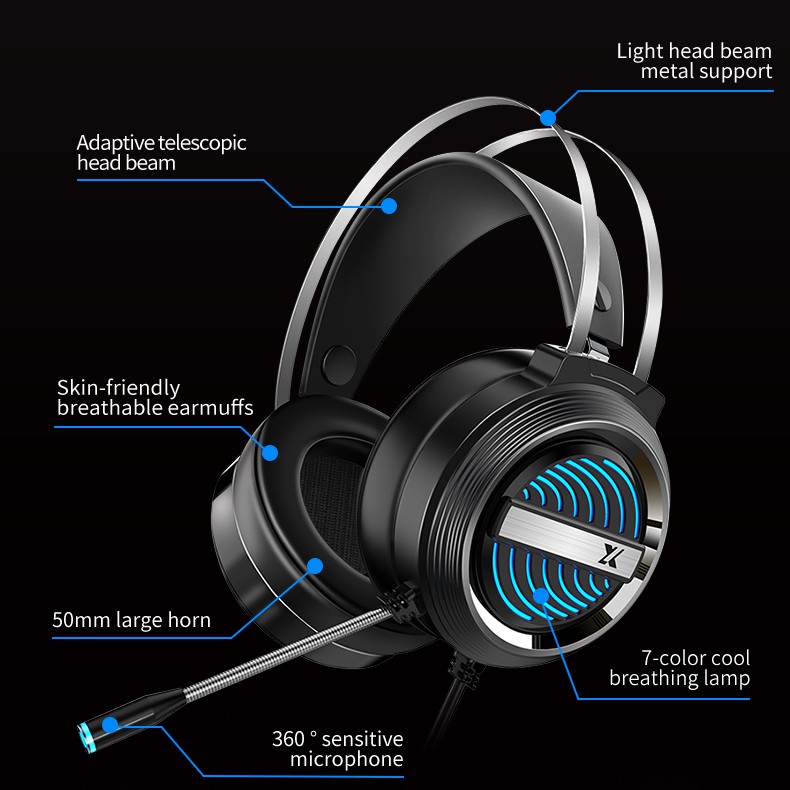 Light head beam
metal support
Adaptive telescopic
head beam
Skin-friendly
breathable earmuffs
50mm large horn
7-color cool
breathing lamp
360 ° sensitive
microphone